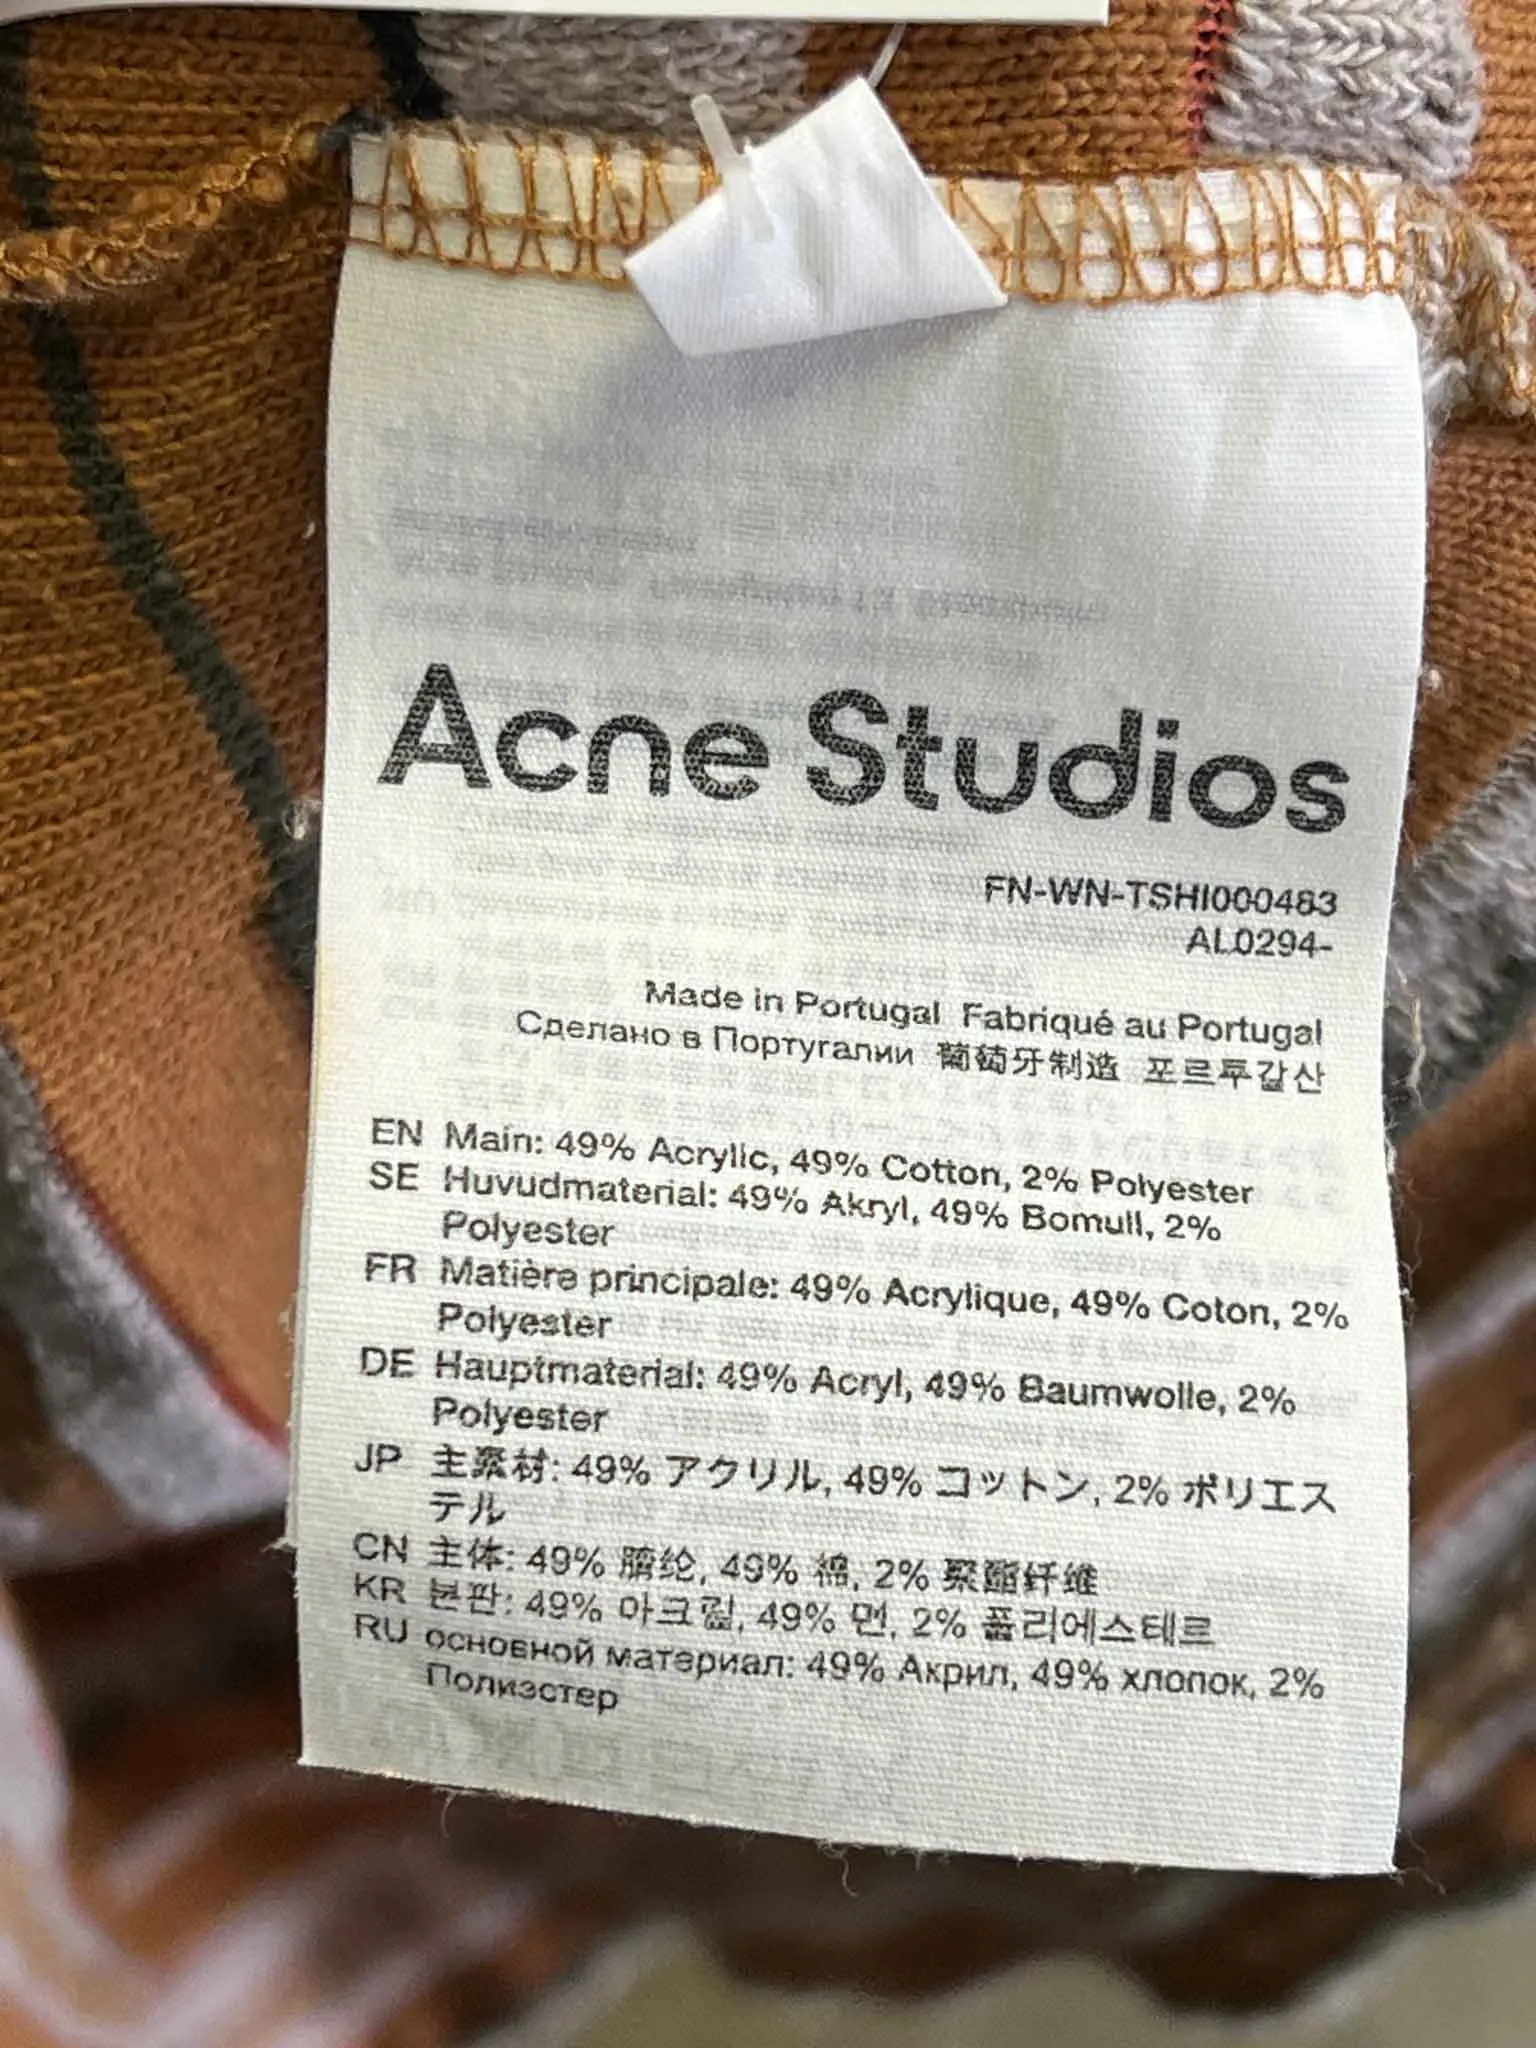 Acne Studios
FN-WN-TSHI000483
AL0294-
Made in Portugal Fabriqué au Portugal
Сделано в Португалии 葡萄牙制造 포르투갈산
EN Main: 49% Acrylic, 49% Cotton, 2% Polyester
SE Huvudmaterial: 49% Akryl, 49% Bomull, 2%
Polyester
FR Matière principale: 49% Acrylique, 49% Coton, 2%
Polyester
DE Hauptmaterial: 49% Acryl, 49% Baumwolle, 2%
Polyester
JP 主素材: 49% アクリル, 49% コットン, 2% ポリエス
テル
CN 主体: 49% 腈纶, 49% 棉, 2% 聚酯纤维
KR 본판: 49% 아크릴, 49% 면, 2% 폴리에스테르
RU основной материал: 49% Акрил, 49% хлопок, 2%
Полиэстер